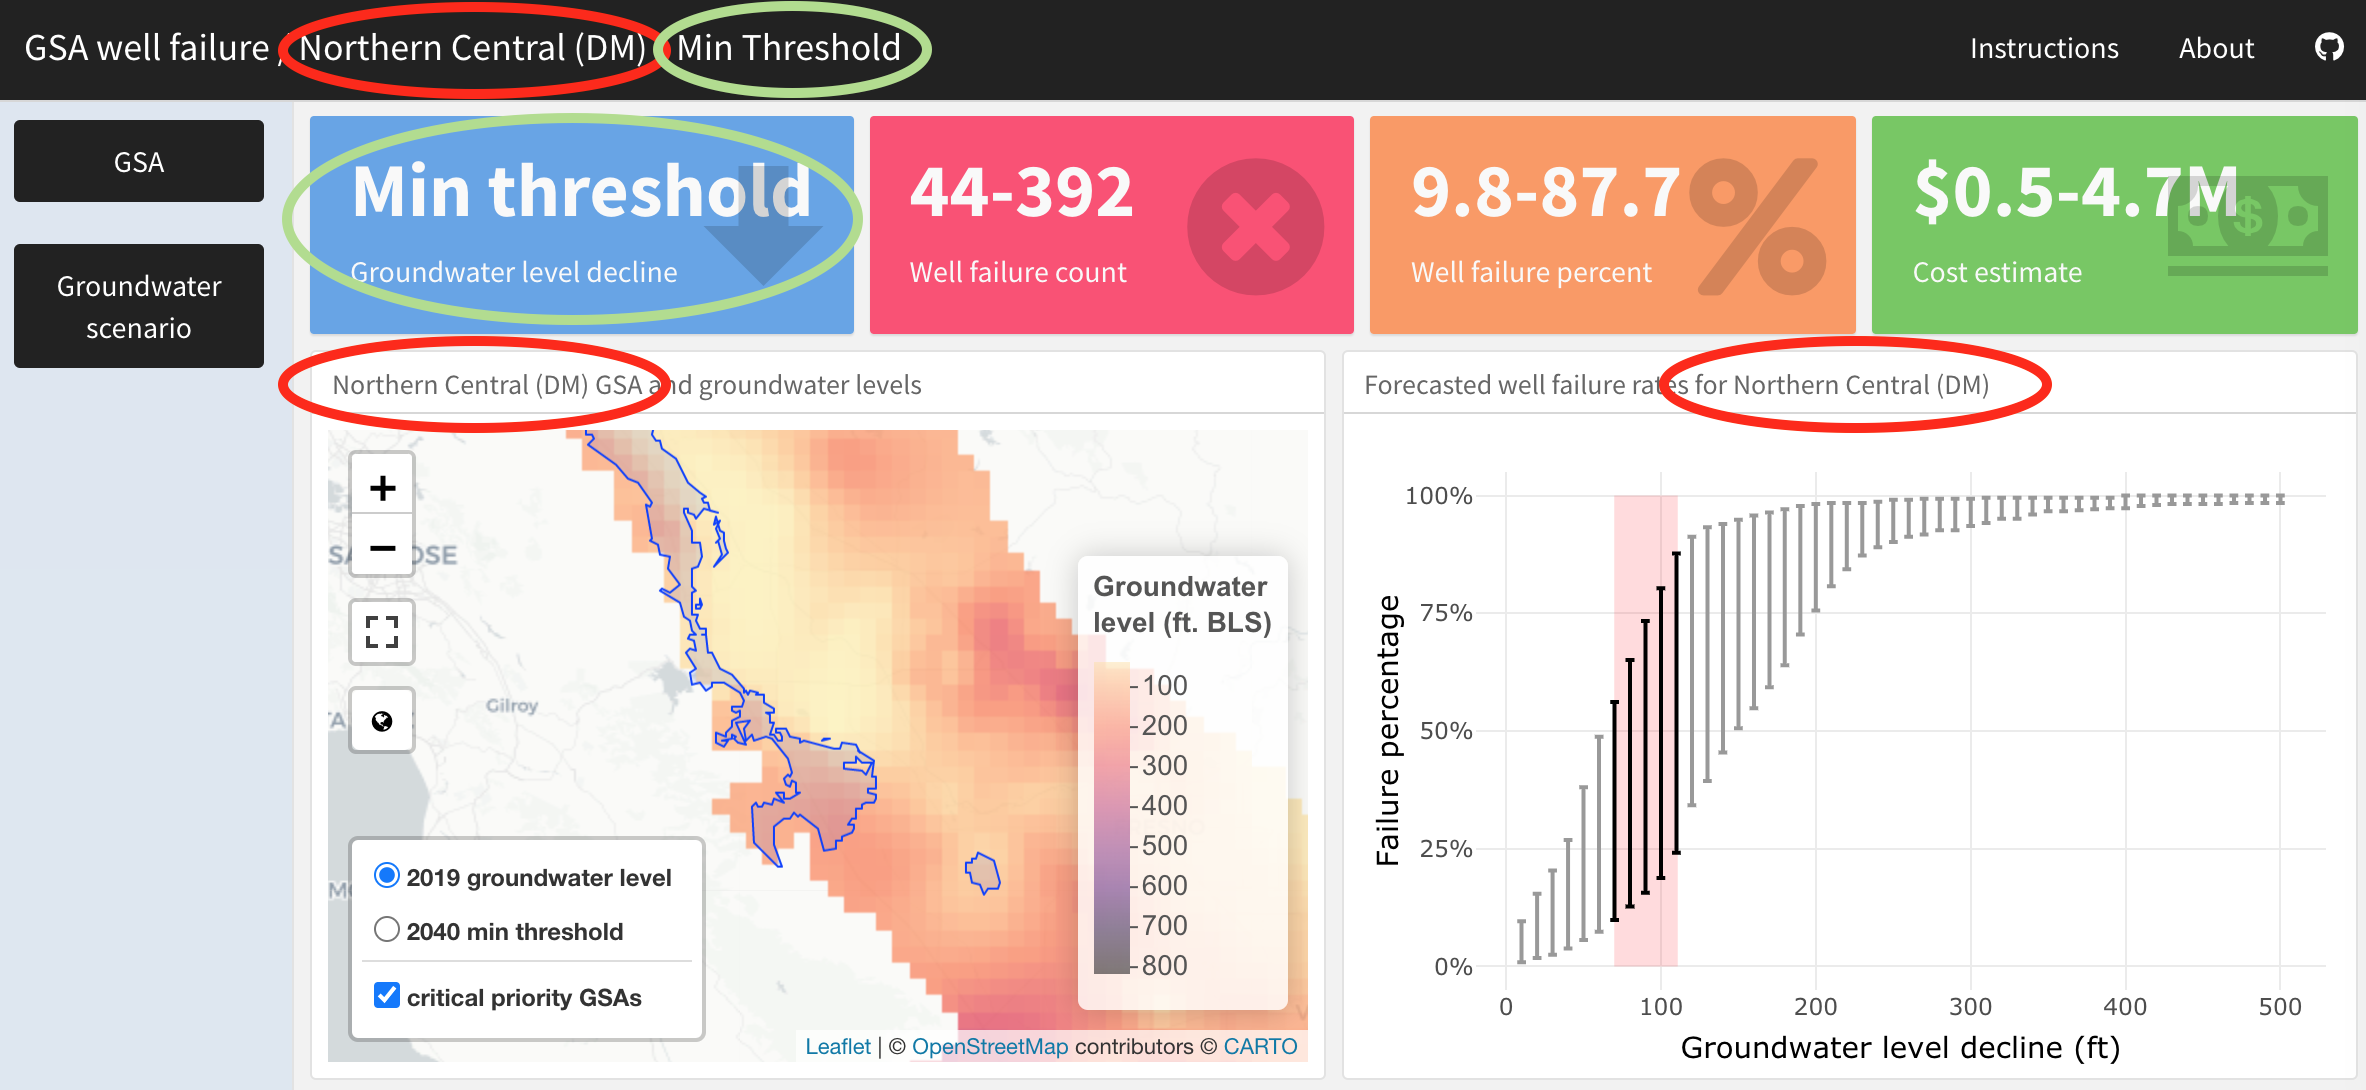 GSA well failure / Northern Central (DM) Min Threshold
Instructions
About
GSA
Groundwater
scenario
Min threshold
Groundwater level decline
44-392
Well failure count
9.8-87.7
%
Well failure percent
$0.5-4.7M
$
Cost estimate
Northern Central (DM) GSA and groundwater levels
+
−
Gilroy
Groundwater
level (ft. BLS)
100
200
300
400
500
600
700
800
2019 groundwater level
2040 min threshold
critical priority GSAs
Leaflet | © OpenStreetMap contributors © CARTO
Forecasted well failure rates for Northern Central (DM)
Failure percentage
100%
75%
50%
25%
0%
0
100
200
300
400
500
Groundwater level decline (ft)